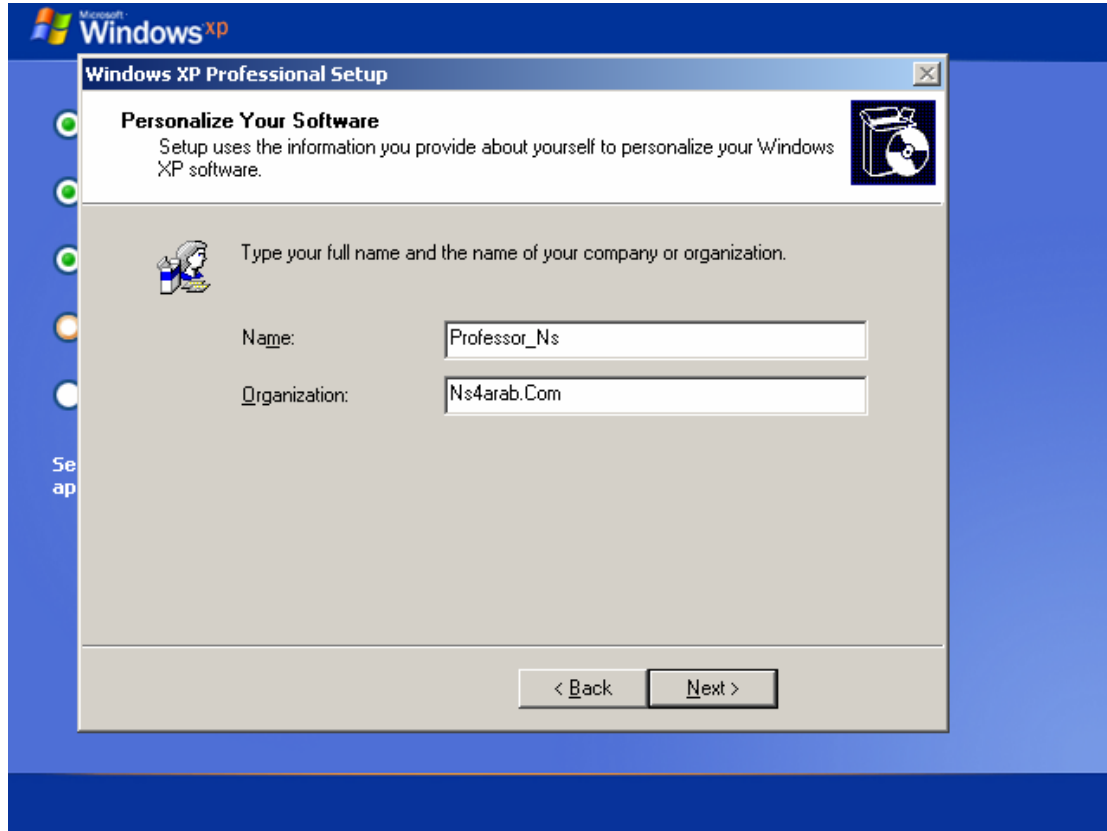 Microsoft
Windows xp
Windows XP Professional Setup
Personalize Your Software
Setup uses the information you provide about yourself to personalize your Windows
XP software.
Type your full name and the name of your company or organization.
Name: Professor_Ns
Organization: Ns4arab.Com
Se
ap
< Back Next >